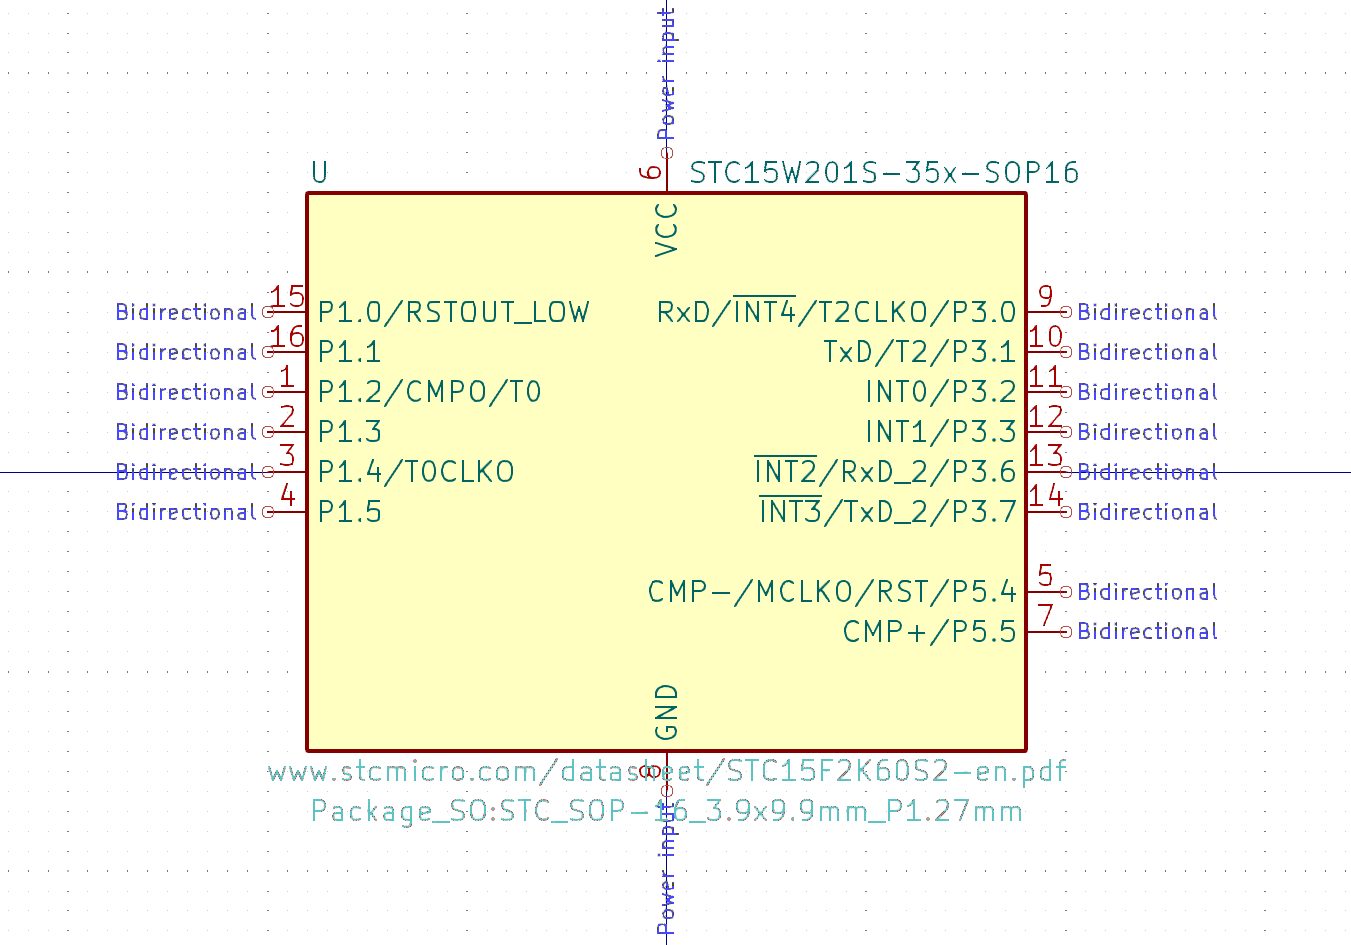 Power input
6
U STC15W201S-35x-SOP16
VCC
Bidirectional 15 P1.0/RSTOUT_LOW RxD/INT4/T2CLKO/P3.0 9 Bidirectional
Bidirectional 16 P1.1 TxD/T2/P3.1 10 Bidirectional
Bidirectional 1 P1.2/CMPO/T0 INT0/P3.2 11 Bidirectional
Bidirectional 2 P1.3 INT1/P3.3 12 Bidirectional
Bidirectional 3 P1.4/T0CLKO INT2/RxD_2/P3.6 13 Bidirectional
Bidirectional 4 P1.5 INT3/TxD_2/P3.7 14 Bidirectional
CMP-/MCLKO/RST/P5.4 5 Bidirectional
CMP+/P5.5 7 Bidirectional
GND
8
www.stcmicro.com/datasheet/STC15F2K60S2-en.pdf
Package_SO:STC_SOP-16_3.9x9.9mm_P1.27mm
Power input